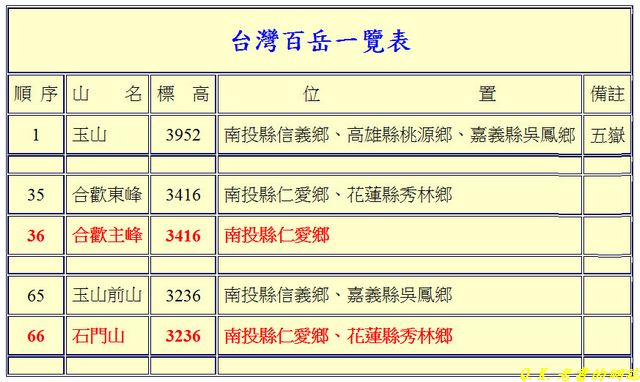 台灣百岳一覽表
順序 山名 標高 位置 備註
1 玉山 3952 南投縣信義鄉、高雄縣桃源鄉、嘉義縣吳鳳鄉 五嶽
35 合歡東峰 3416 南投縣仁愛鄉、花蓮縣秀林鄉
36 合歡主峰 3416 南投縣仁愛鄉
65 玉山前山 3236 南投縣信義鄉、嘉義縣吳鳳鄉
66 石門山 3236 南投縣仁愛鄉、花蓮縣秀林鄉